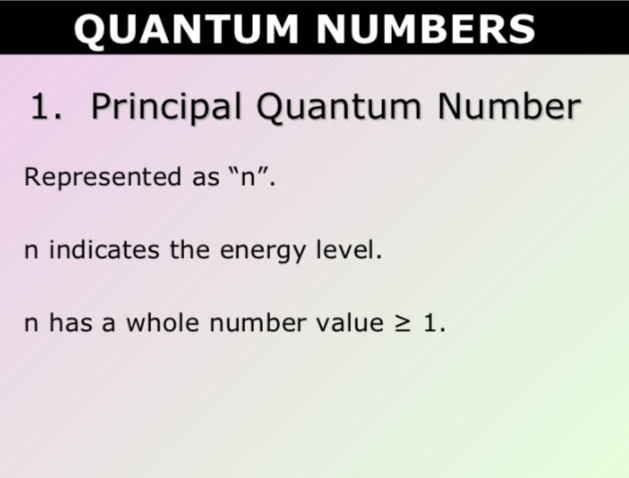 QUANTUM NUMBERS
1. Principal Quantum Number
Represented as “n”.
n indicates the energy level.
n has a whole number value ≥ 1.